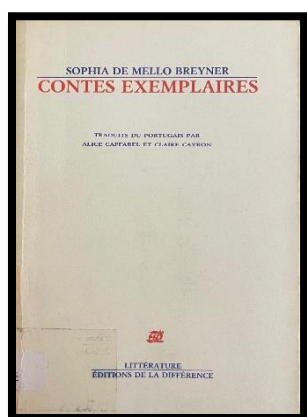 SOPHIA DE MELLO BREYNER
CONTES EXEMPLAIRES
TRADUITS DU PORTUGAIS PAR
ALICE CAFFAREL ET CLAIRE CAYRON
LITTÉRATURE
ÉDITIONS DE LA DIFFÉRENCE